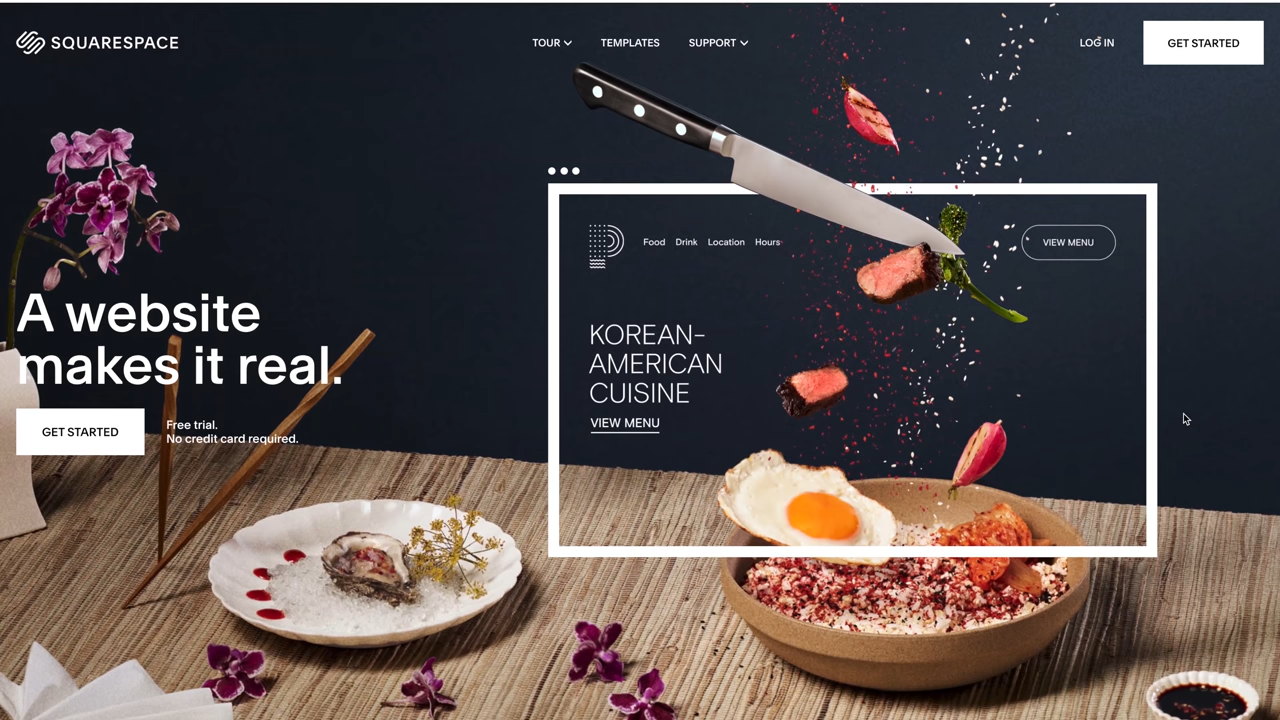 SQUARESPACE
TOUR
TEMPLATES
SUPPORT
LOG IN
GET STARTED
Food
Drink
Location
Hours
VIEW MENU
A website
makes it real.
KOREAN–
AMERICAN
CUISINE
VIEW MENU
GET STARTED
Free trial.
No credit card required.